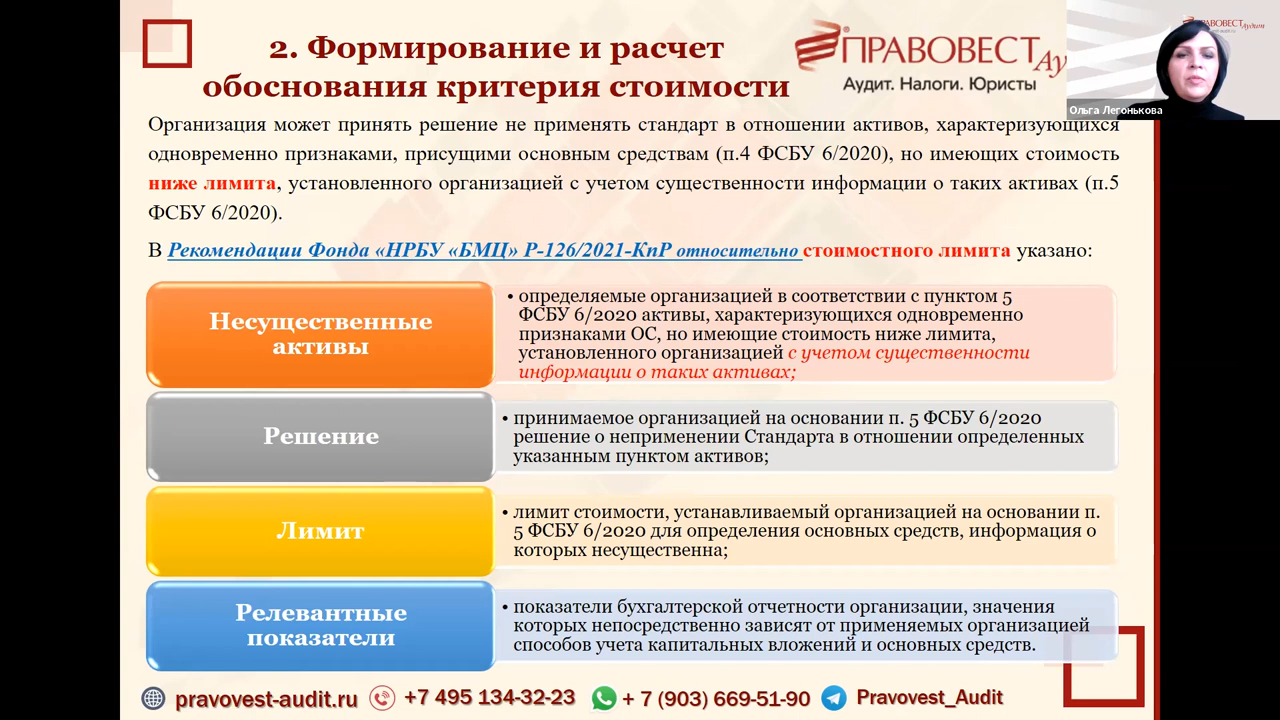 2. Формирование и расчет
обоснования критерия стоимости
ПРАВОВЕСТ
Аудит. Налоги. Юристы
ПРАВОВЕСТ Аудит
Ольга Легонькова
Организация может принять решение не применять стандарт в отношении активов, характеризующихся
одновременно признаками, присущими основным средствам (п.4 ФСБУ 6/2020), но имеющих стоимость
ниже лимита, установленного организацией с учетом существенности информации о таких активах (п.5
ФСБУ 6/2020).
В Рекомендации Фонда «НРБУ «БМЦ» Р-126/2021-КпР относительно стоимостного лимита указано:
Несущественные
активы
• определяемые организацией в соответствии с пунктом 5
ФСБУ 6/2020 активы, характеризующихся одновременно
признаками ОС, но имеющие стоимость ниже лимита,
установленного организацией с учетом существенности
информации о таких активах;
Решение
• принимаемое организацией на основании п. 5 ФСБУ 6/2020
решение о неприменении Стандарта в отношении определенных
указанным пунктом активов;
Лимит
• лимит стоимости, устанавливаемый организацией на основании п.
5 ФСБУ 6/2020 для определения основных средств, информация о
которых несущественна;
Релевантные
показатели
• показатели бухгалтерской отчетности организации, значения
которых непосредственно зависят от применяемых организацией
способов учета капитальных вложений и основных средств.
pravovest-audit.ru +7 495 134-32-23 + 7 (903) 669-51-90 Pravovest_Audit